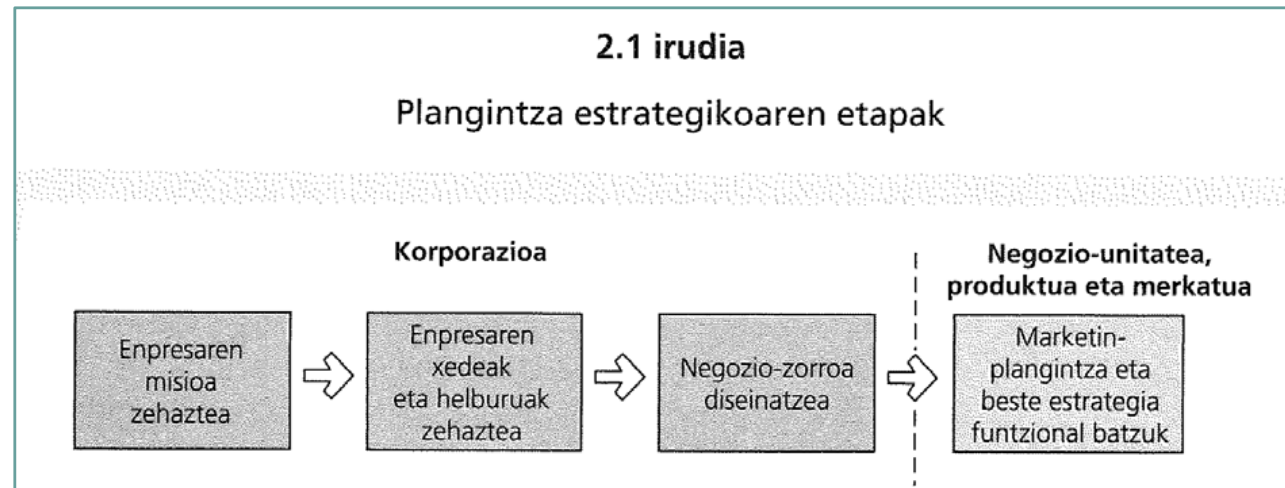 2.1 irudia
Plangintza estrategikoaren etapak
Korporazioa
Negozio-unitatea,
produktua eta merkatua
Enpresaren
misioa
zehaztea
Enpresaren
xedeak
eta helburuak
zehaztea
Negozio-zorroa
diseinatzea
Marketin-
plangintza eta
beste estrategia
funtzional batzuk